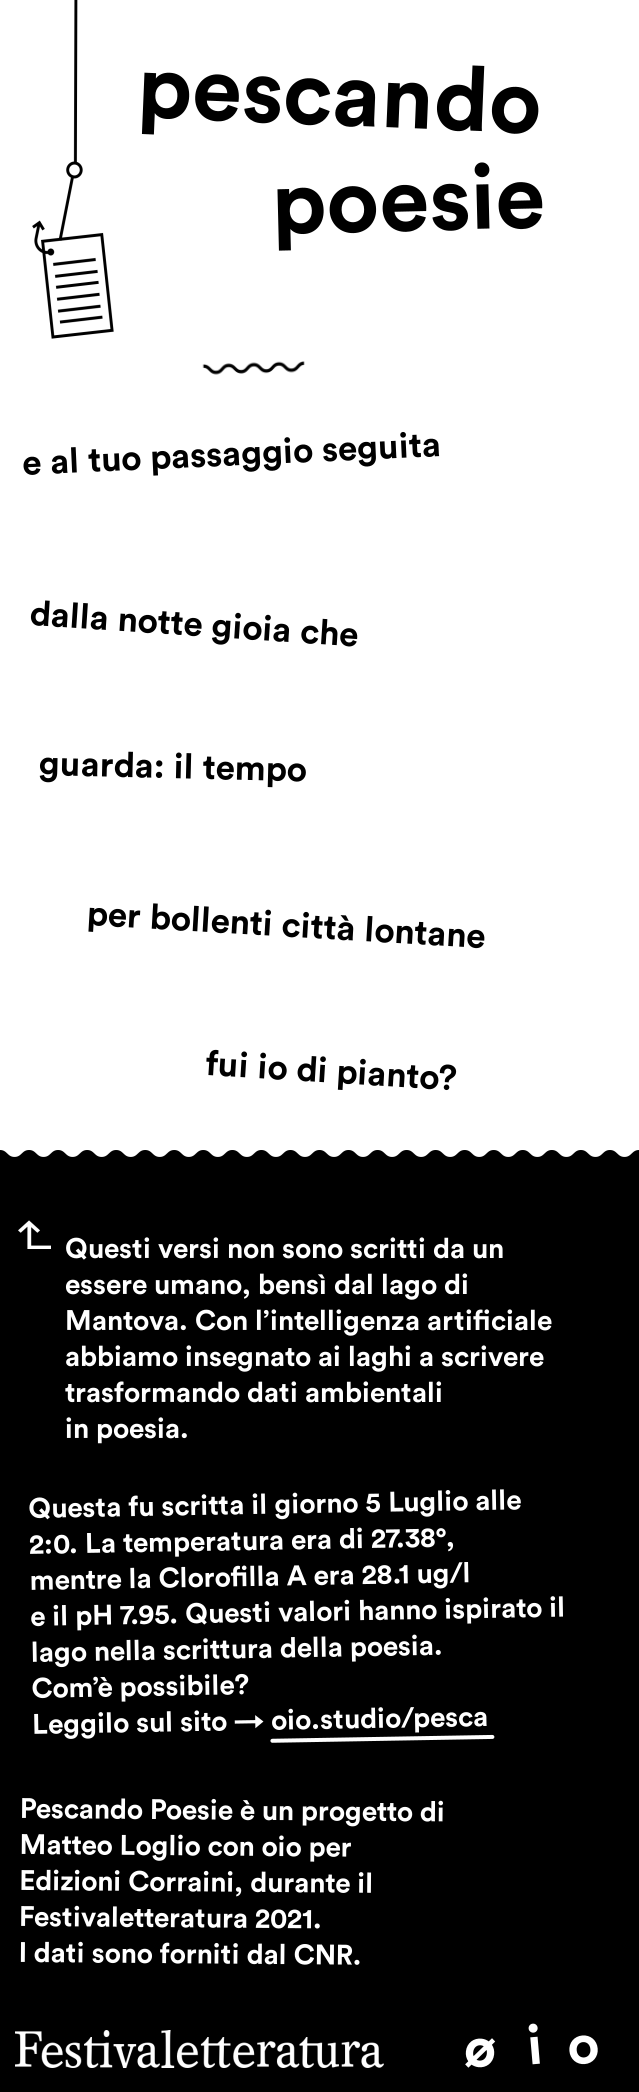 pescando
poesie
e al tuo passaggio seguita
dalla notte gioia che
guarda: il tempo
per bollenti città lontane
fui io di pianto?
Questi versi non sono scritti da un
essere umano, bensì dal lago di
Mantova. Con l’intelligenza artificiale
abbiamo insegnato ai laghi a scrivere
trasformando dati ambientali
in poesia.
Questa fu scritta il giorno 5 Luglio alle
2:0. La temperatura era di 27.38°,
mentre la Clorofilla A era 28.1 ug/l
e il pH 7.95. Questi valori hanno ispirato il
lago nella scrittura della poesia.
Com’è possibile?
Leggilo sul sito → oio.studio/pesca
Pescando Poesie è un progetto di
Matteo Loglio con oio per
Edizioni Corraini, durante il
Festivaletteratura 2021.
I dati sono forniti dal CNR.
Festivaletteratura ø i o